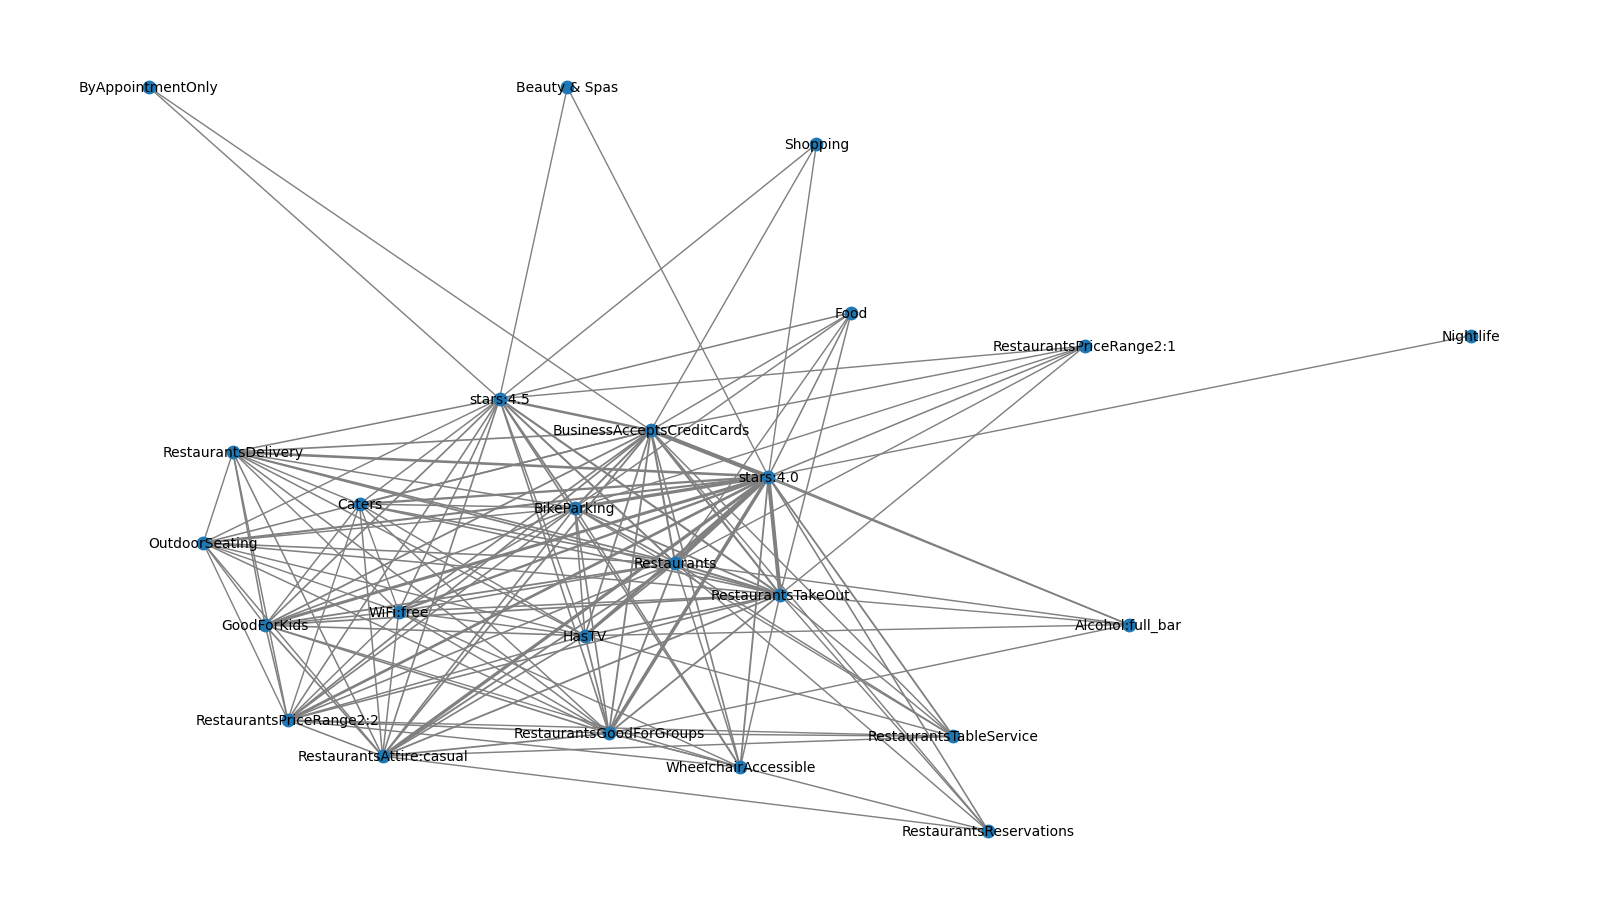 ByAppointmentOnly
Beauty & Spas
Shopping
Food
Nightlife
RestaurantsPriceRange2:1
stars:4.5
BusinessAcceptsCreditCards
RestaurantsDelivery
stars:4.0
Caters
BikeParking
OutdoorSeating
Restaurants
RestaurantsTakeOut
WiFi:free
GoodForKids
Alcohol:full_bar
HasTV
RestaurantsPriceRange2:2
RestaurantsGoodForGroups
RestaurantsTableService
RestaurantsAttire:casual
WheelchairAccessible
RestaurantsReservations